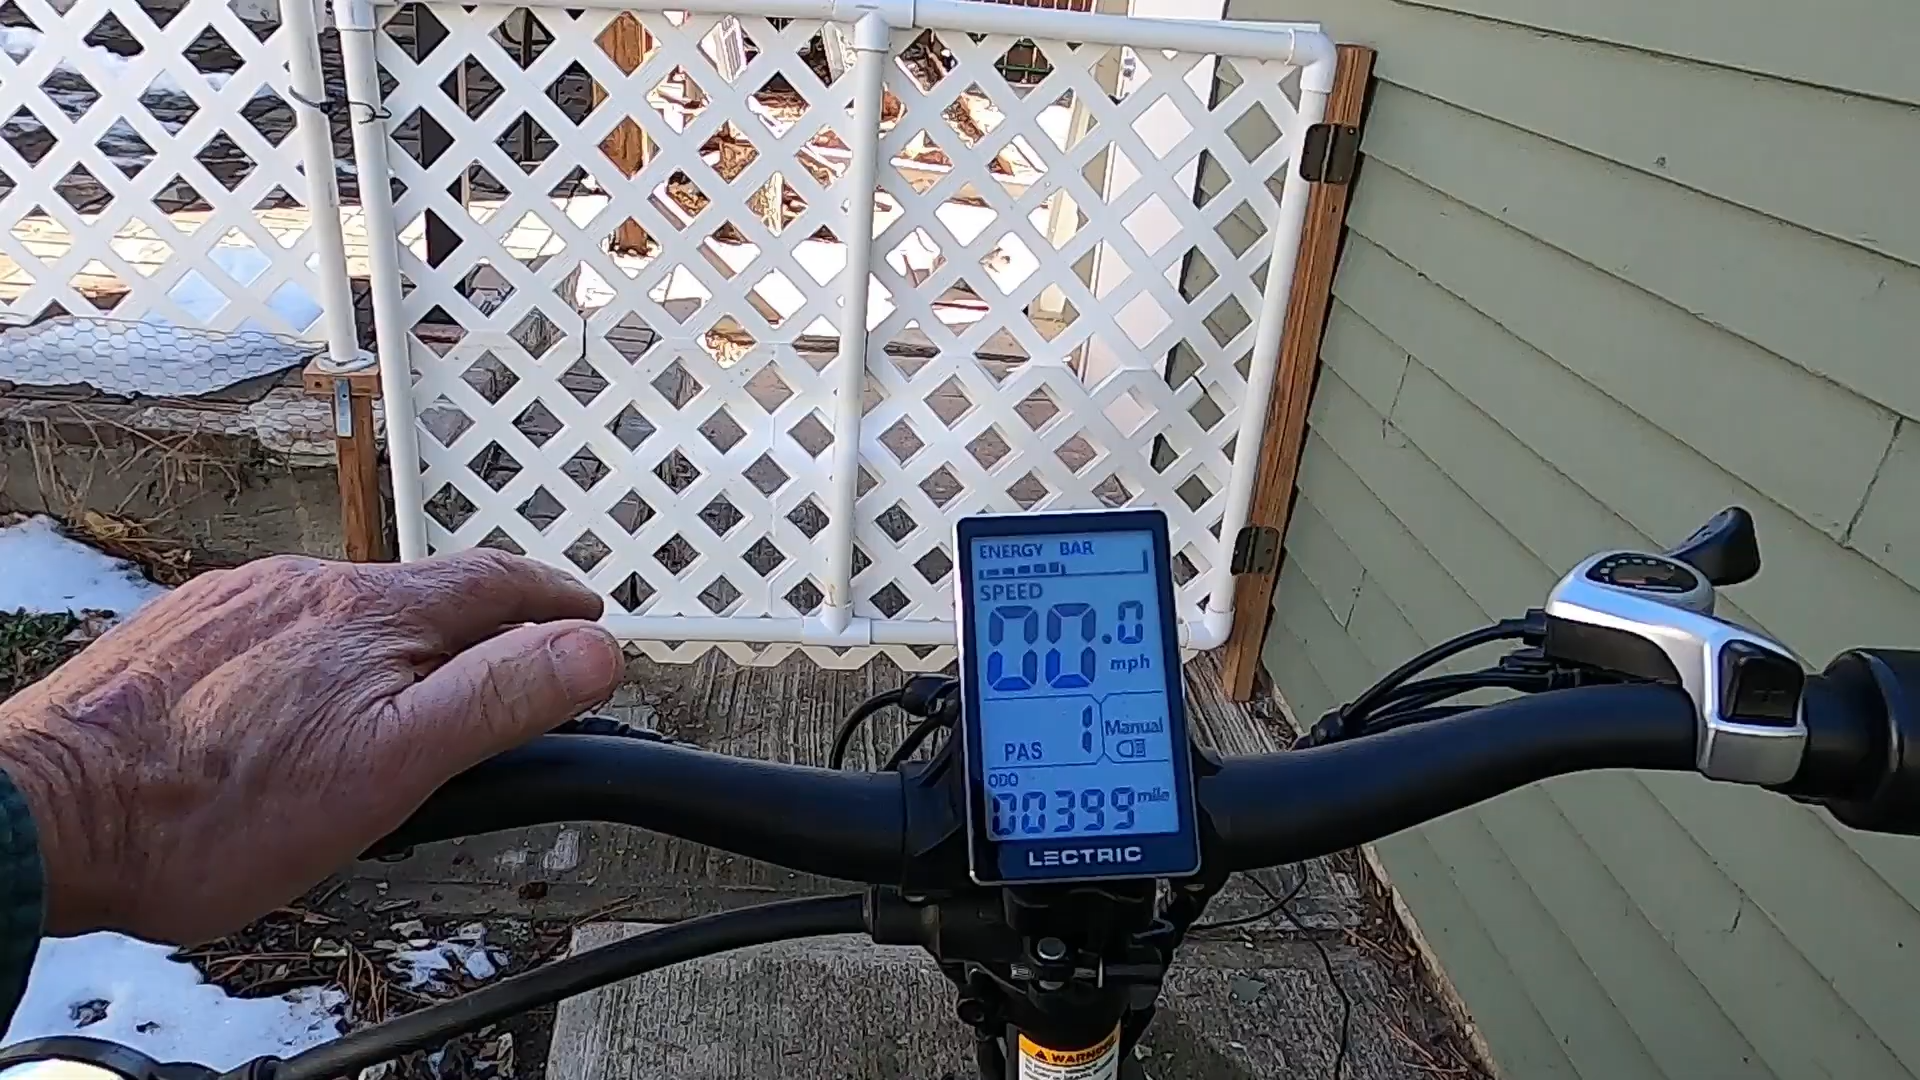 ENERGY BAR
SPEED
00.0
mph
PAS 1
Manual
ODO
00399 mile
LECTRIC
WARNING